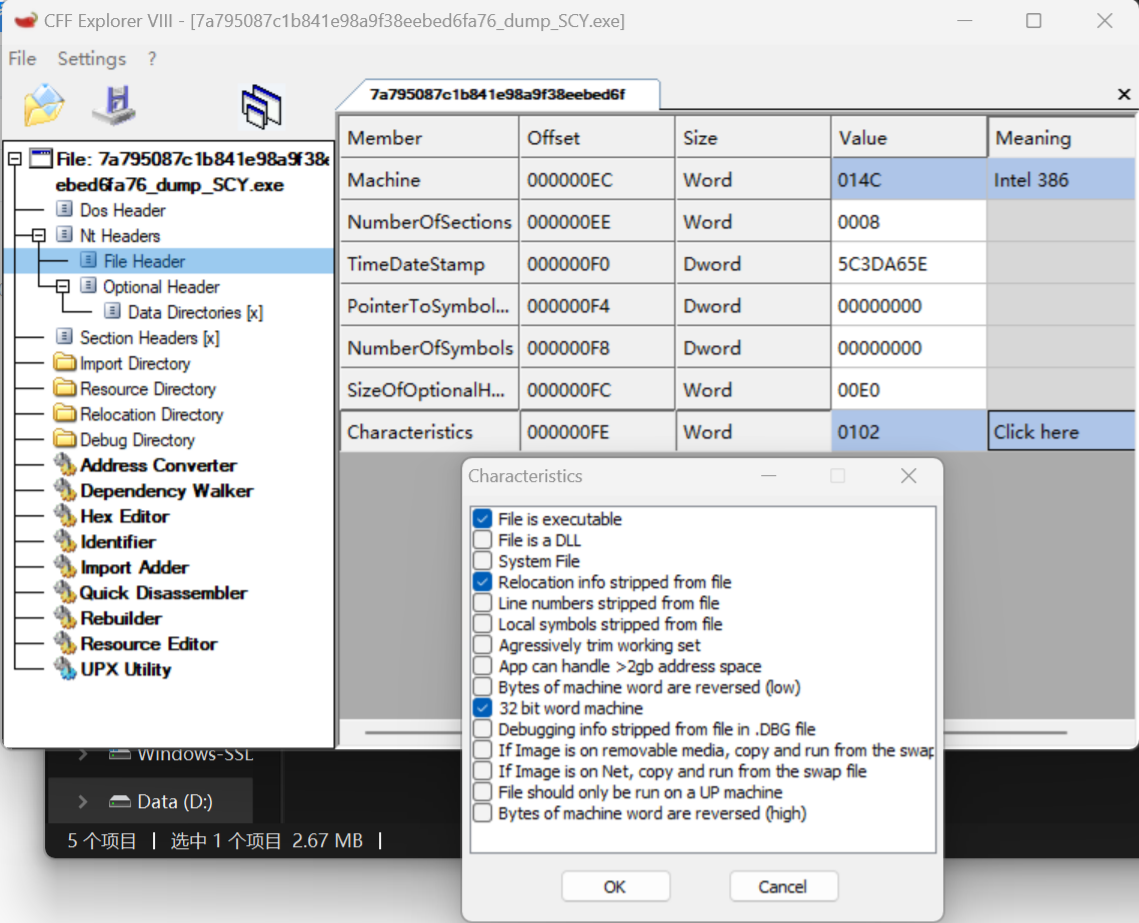 CFF Explorer VIII - [7a795087c1b841e98a9f38eebed6fa76_dump_SCY.exe]
File Settings ?
7a795087c1b841e98a9f38eebed6f
File: 7a795087c1b841e98a9f38e
ebed6fa76_dump_SCY.exe
Dos Header
Nt Headers
File Header
Optional Header
Data Directories [x]
Section Headers [x]
Import Directory
Resource Directory
Relocation Directory
Debug Directory
Address Converter
Dependency Walker
Hex Editor
Identifier
Import Adder
Quick Disassembler
Rebuilder
Resource Editor
UPX Utility
Member Offset Size Value Meaning
Machine 000000EC Word 014C Intel 386
NumberOfSections 000000EE Word 0008
TimeDateStamp 000000F0 Dword 5C3DA65E
PointerToSymbol... 000000F4 Dword 00000000
NumberOfSymbols 000000F8 Dword 00000000
SizeOfOptionalH... 000000FC Word 00E0
Characteristics 000000FE Word 0102 Click here
Characteristics
File is executable
File is a DLL
System File
Relocation info stripped from file
Line numbers stripped from file
Local symbols stripped from file
Agressively trim working set
App can handle >2gb address space
Bytes of machine word are reversed (low)
32 bit word machine
Debugging info stripped from file in .DBG file
If Image is on removable media, copy and run from the swap
If Image is on Net, copy and run from the swap file
File should only be run on a UP machine
Bytes of machine word are reversed (high)
OK Cancel
Windows-SSL
Data (D:)
5 个项目 | 选中 1 个项目 2.67 MB |